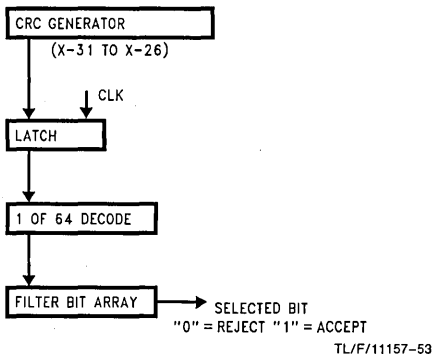 CRC GENERATOR
(X-31 TO X-26)
CLK
LATCH
1 OF 64 DECODE
FILTER BIT ARRAY
SELECTED BIT
"0" = REJECT "1" = ACCEPT
TL/F/11157-53